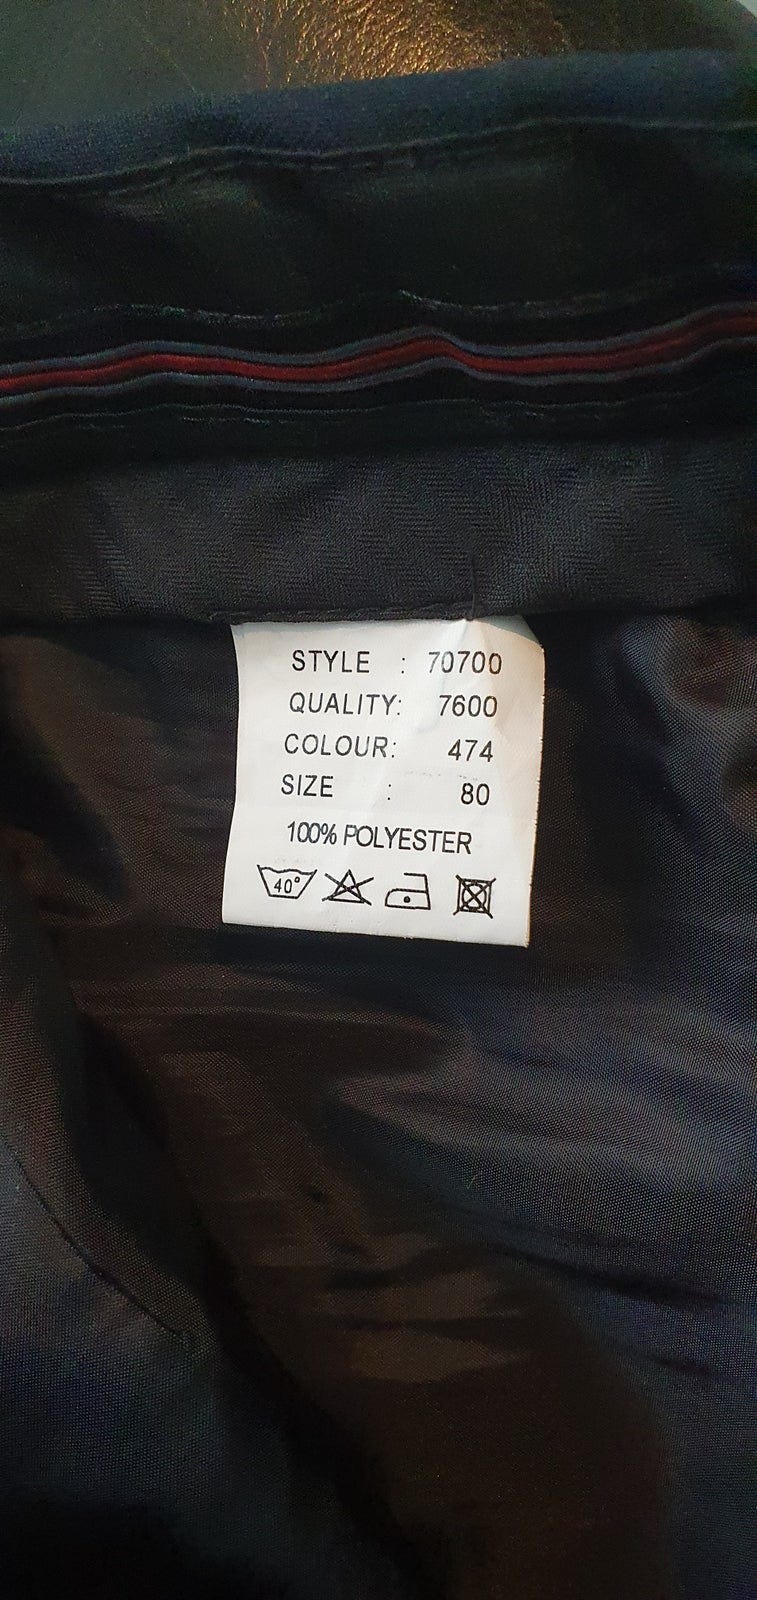 STYLE : 70700
QUALITY: 7600
COLOUR: 474
SIZE : 80
100% POLYESTER
40°